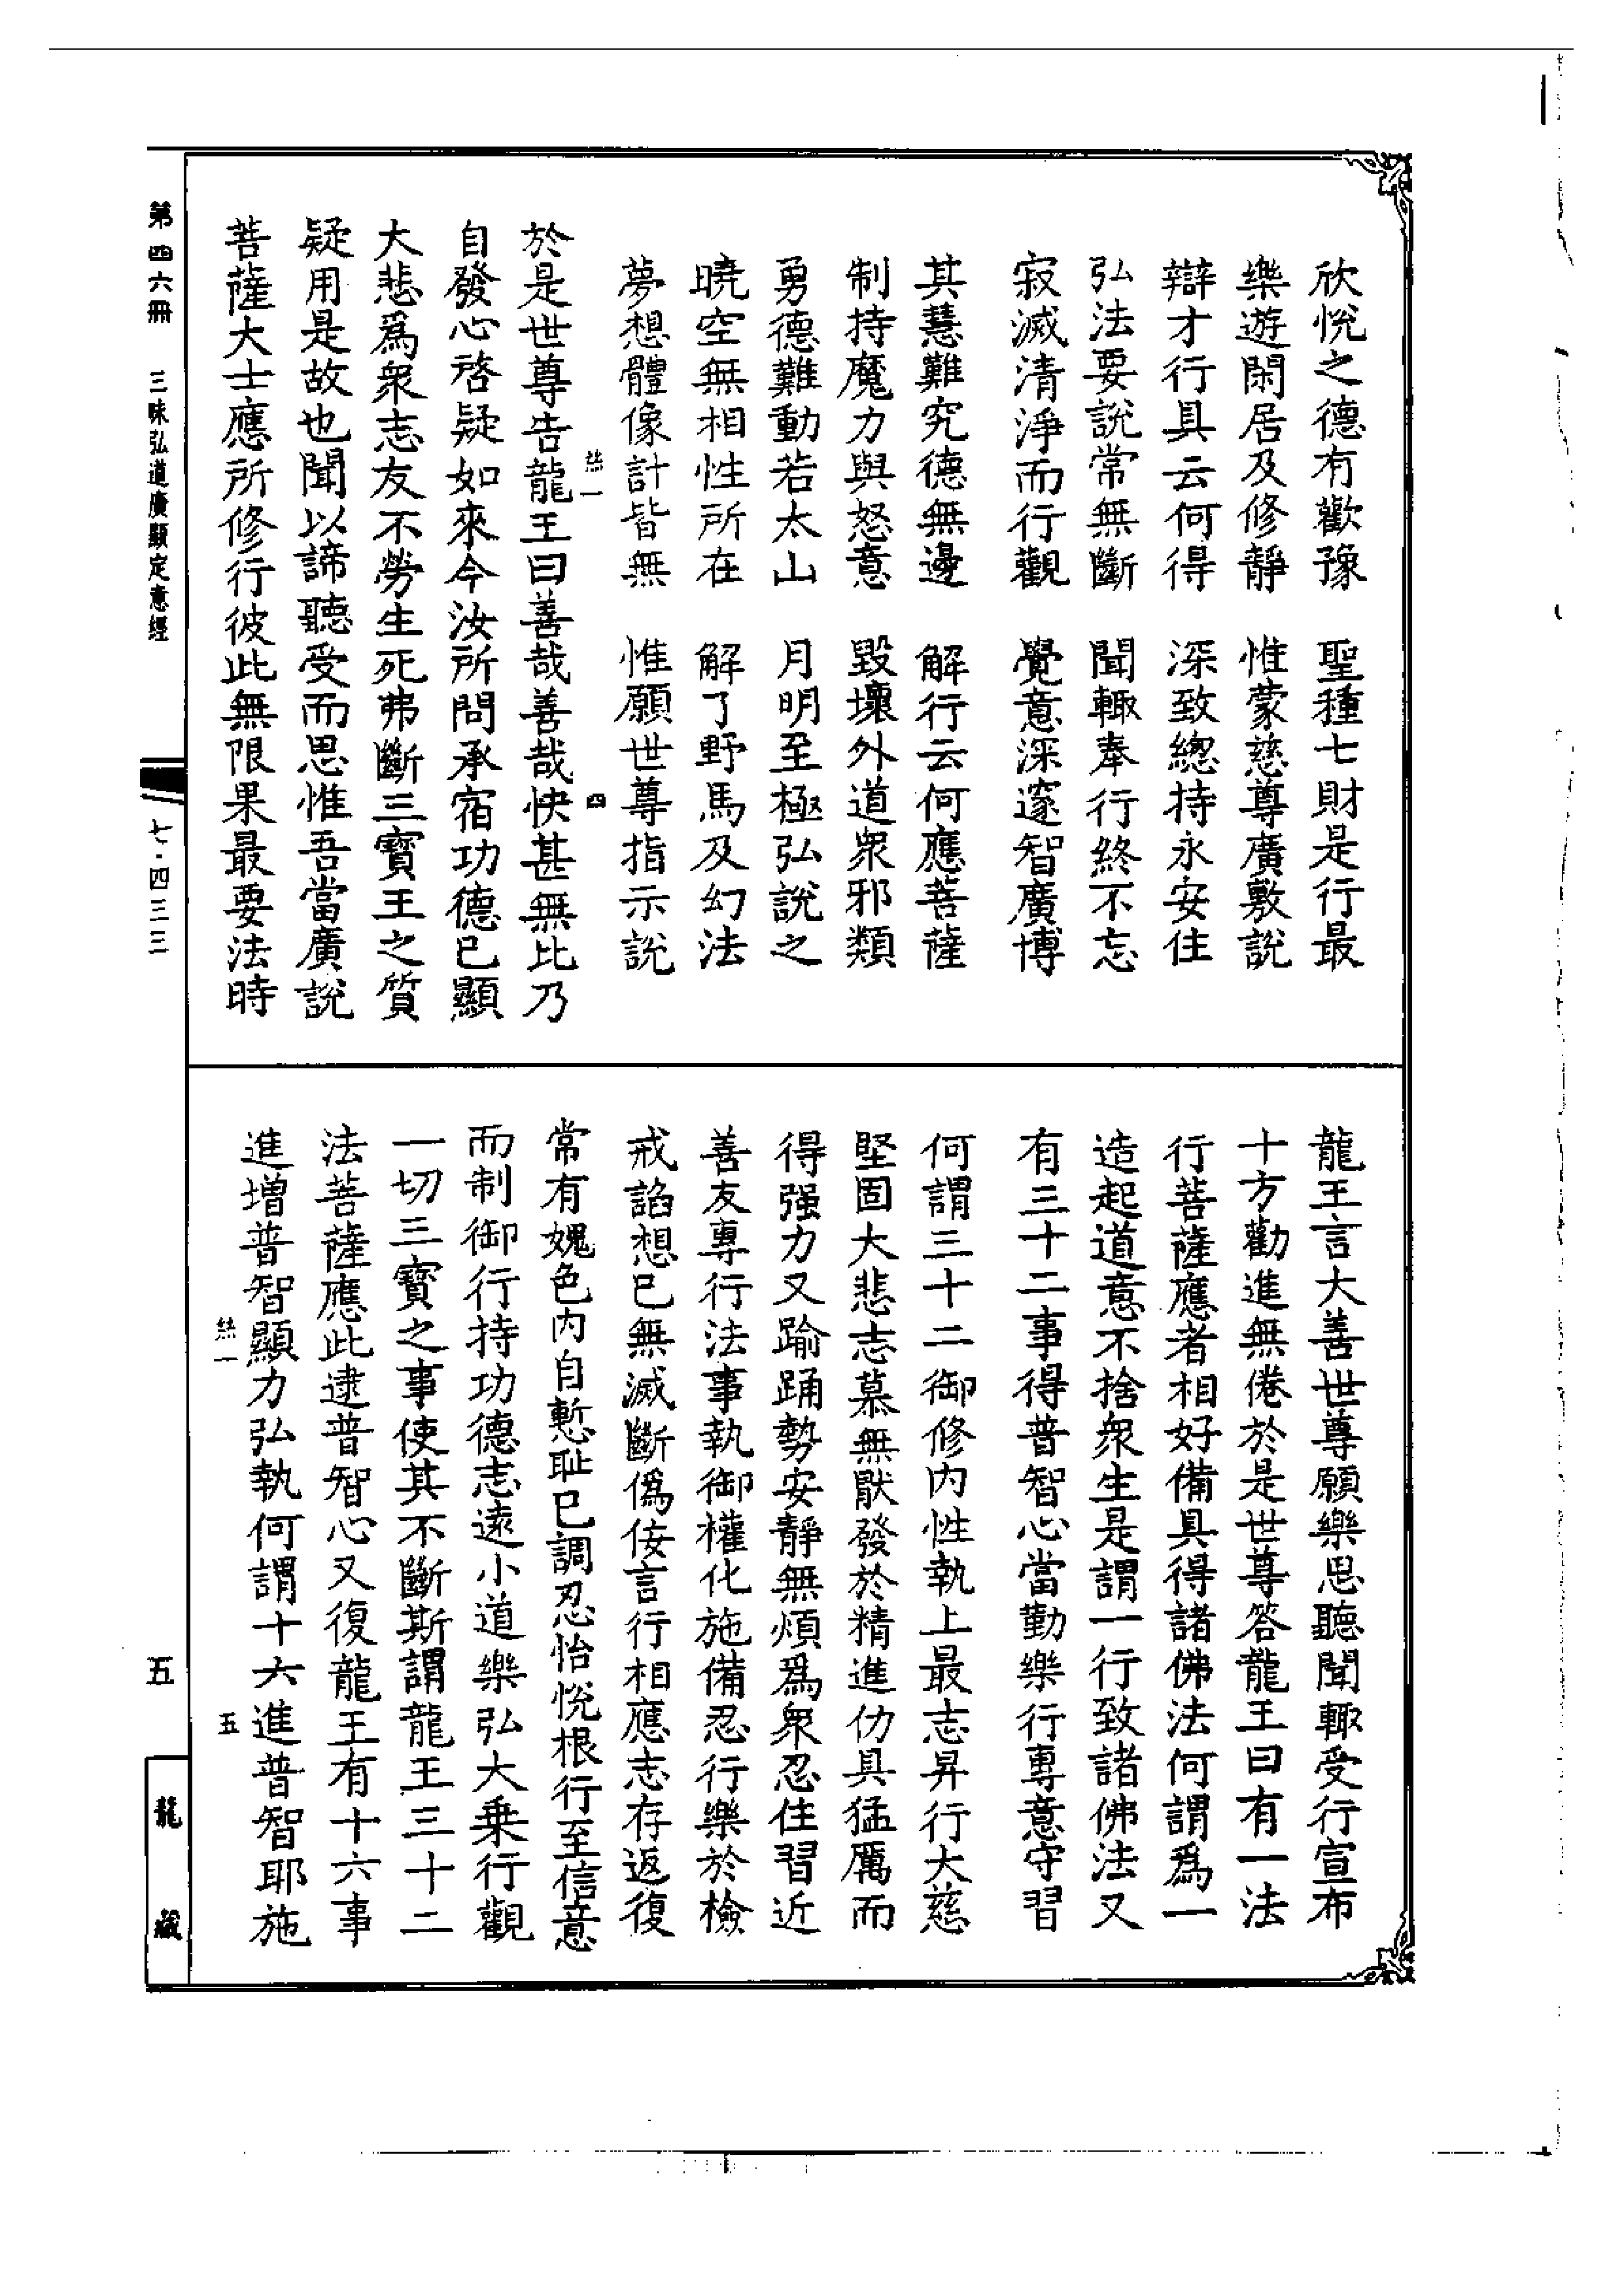 欣悅之德有歡豫　聖種七財是行最
樂遊閑居及修靜　惟蒙慈尊廣敷說
辯才行具云何得　深致總持永安住
弘法要說常無斷　聞輙奉行終不忘
寂滅清淨而行觀　覺意深邃智廣博
其慧難究德無邊　解行云何應菩薩
制持魔力與怒意　毀壞外道衆邪類
勇德難動若太山　月明至極弘說之
曉空無相性所在　解了野馬及幻法
夢想體像計皆無　惟願世尊指示說
絲一　四
於是世尊告龍王曰善哉善哉快甚無比乃
自發心啓疑如來今汝所問承宿功德已顯
大悲爲衆志友不勞生死弗斷三寶王之質
疑用是故也聞以諦聽受而思惟吾當廣說
菩薩大士應所修行彼此無限果最要法時
龍王言大善世尊願樂思聽聞輙受行宣布
十方勸進無倦於是世尊答龍王曰有一法
行菩薩應者相好備具得諸佛法何謂爲一
造起道意不捨衆生是謂一行致諸佛法又
有三十二事得普智心當勤樂行專意守習
何謂三十二御修内性執上最志昇行大慈
堅固大悲志慕無猒發於精進仂具猛厲而
得强力又踰踊勢安靜無煩爲衆忍住習近
善友專行法事執御權化施備忍行樂於檢
戒諂想已無滅斷僞佞言行相應志存返復
常有媿色内自慙耻已調忍怡悅根行至信意
而制御行持功德志遠小道樂弘大乗行觀
一切三寶之事使其不斷斯謂龍王三十二
法菩薩應此逮普智心又復龍王有十六事
進增普智顯力弘執何謂十六進普智耶施
絲一　五
第四六冊　三昧弘道廣顯定意經
七·四三三
五
龍藏